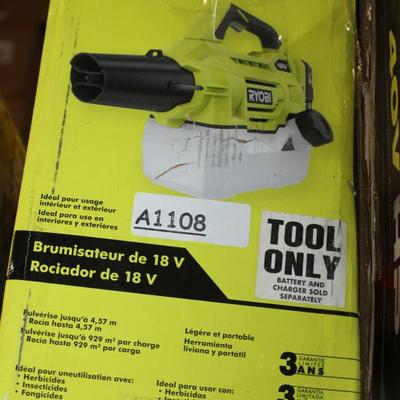 18V
RYOBI
Idéal pour usage
intérieur et extérieur
Ideal para uso en
interiores y exteriores
A1108
TOOL
ONLY
BATTERY AND
CHARGER SOLD
SEPARATELY
Brumisateur de 18 V
Rociador de 18 V
Pulvérise jusqu'à 4,57 m
Rocía hasta 4,57 m
Pulvérise jusqu'à 929 m² par charge
Rocía hasta 929 m² por carga
Légère et portable
Herramienta
liviana y portátil
3 GARANTIE
LIMITÉE
ANS
3 GARANTÍA
LIMITADA
Idéal pour une utilisation avec:
• Herbicides
• Insecticides
• Fongicides
Ideal para usar con:
• Herbicidas